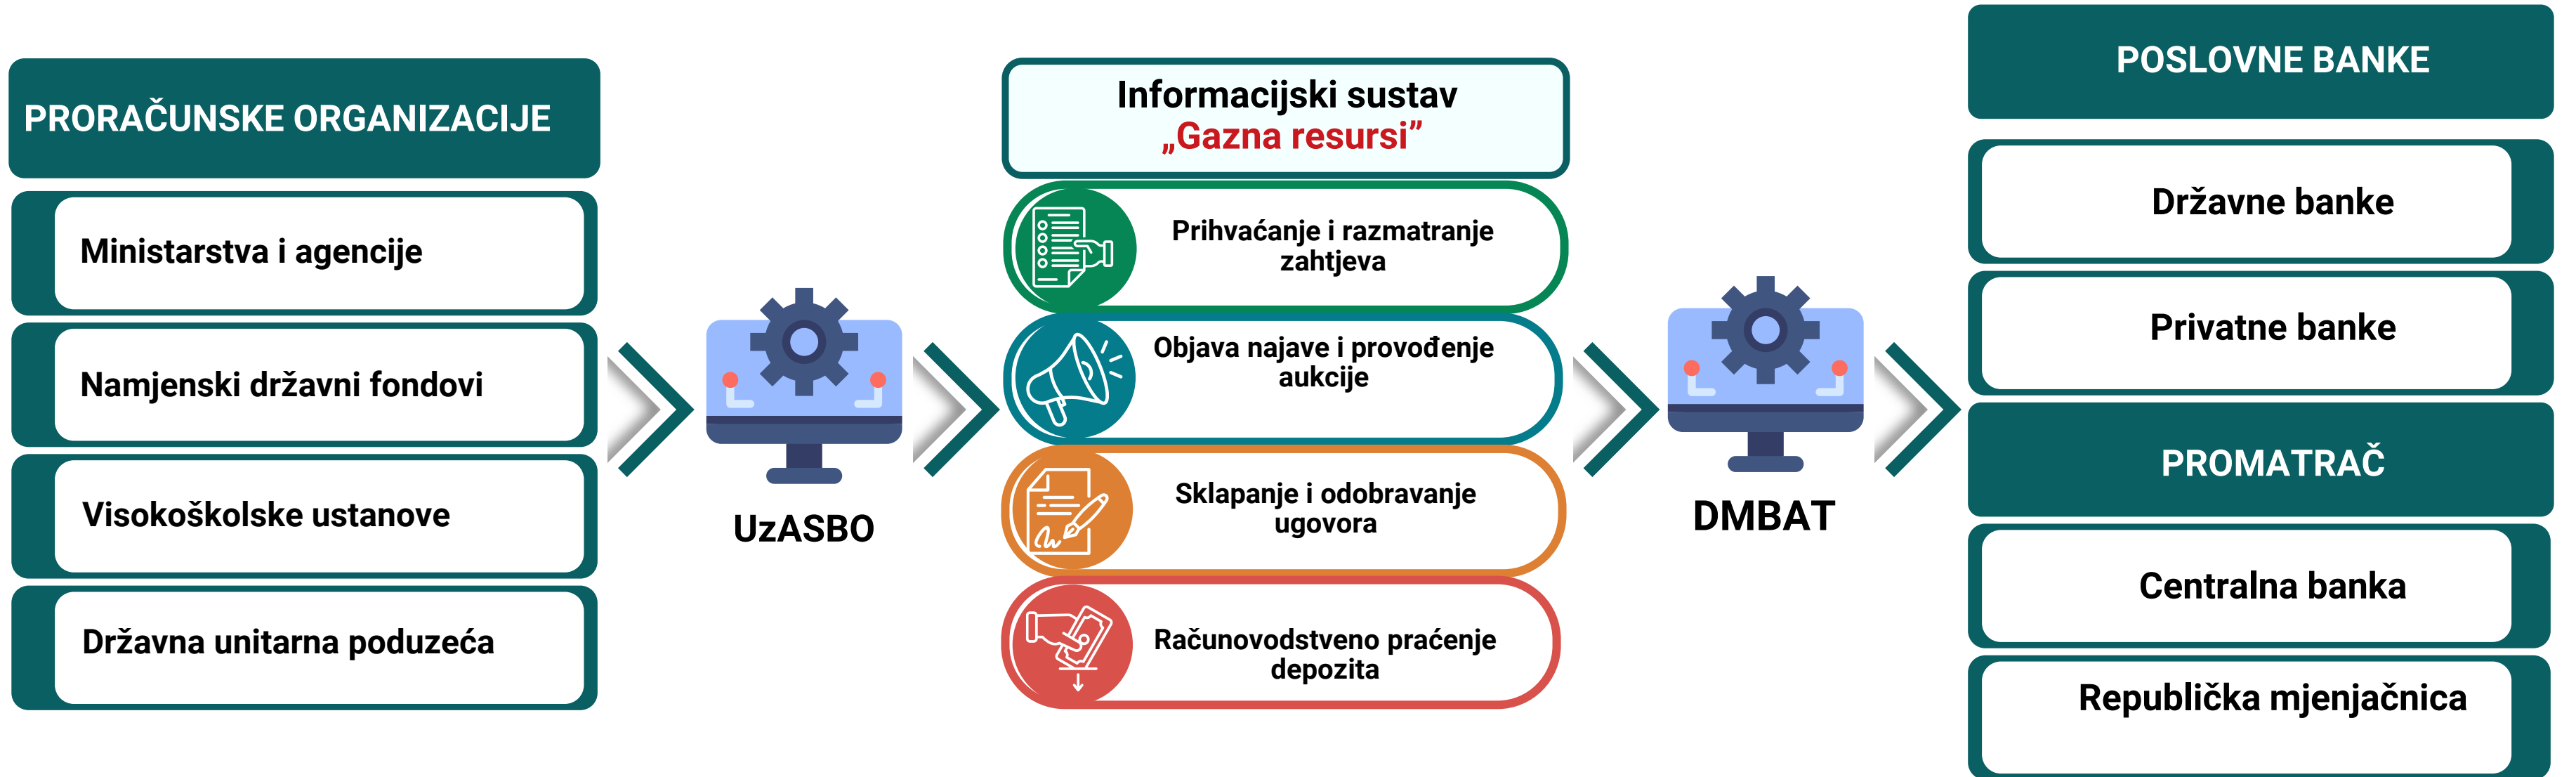 PRORAČUNSKE ORGANIZACIJE
Ministarstva i agencije
Namjenski državni fondovi
Visokoškolske ustanove
Državna unitarna poduzeća
UzASBO
Informacijski sustav
„Gazna resursi”
Prihvaćanje i razmatranje
zahtjeva
Objava najave i provođenje
aukcije
Sklapanje i odobravanje
ugovora
Računovodstveno praćenje
depozita
DMBAT
POSLOVNE BANKE
Državne banke
Privatne banke
PROMATRAČ
Centralna banka
Republička mjenjačnica